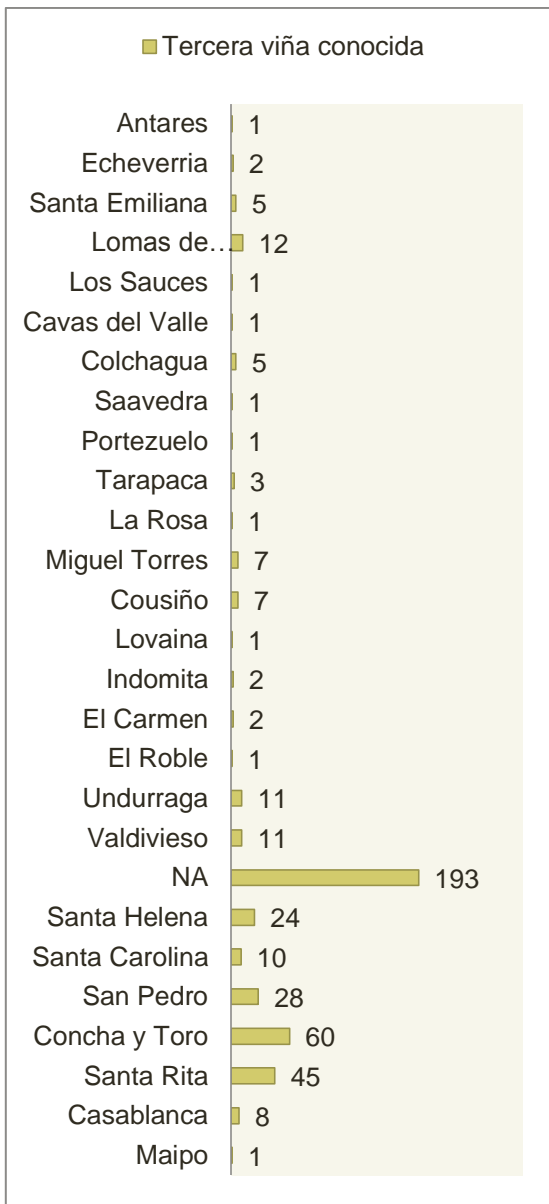 Tercera viña conocida
Antares 1
Echeverria 2
Santa Emiliana 5
Lomas de… 12
Los Sauces 1
Cavas del Valle 1
Colchagua 5
Saavedra 1
Portezuelo 1
Tarapaca 3
La Rosa 1
Miguel Torres 7
Cousiño 7
Lovaina 1
Indomita 2
El Carmen 2
El Roble 1
Undurraga 11
Valdivieso 11
NA 193
Santa Helena 24
Santa Carolina 10
San Pedro 28
Concha y Toro 60
Santa Rita 45
Casablanca 8
Maipo 1